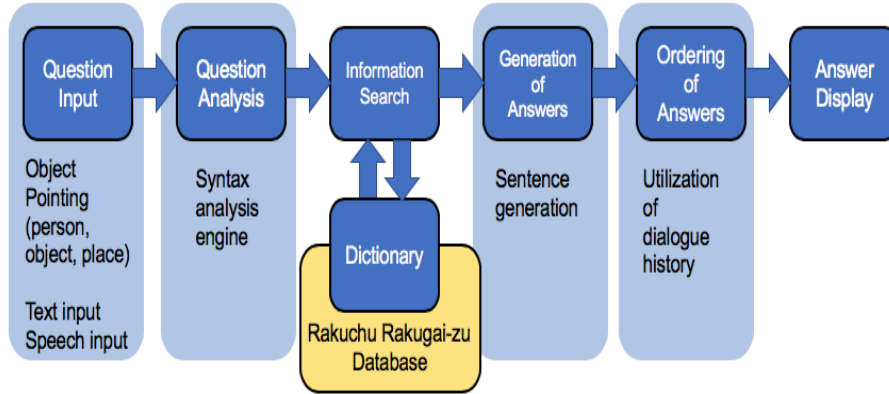 Question
Input
Question
Analysis
Information
Search
Generation
of
Answers
Ordering
of
Answers
Answer
Display
Object
Pointing
(person,
object, place)
Text input
Speech input
Syntax
analysis
engine
Dictionary
Rakuchu Rakugai-zu
Database
Sentence
generation
Utilization
of
dialogue
history